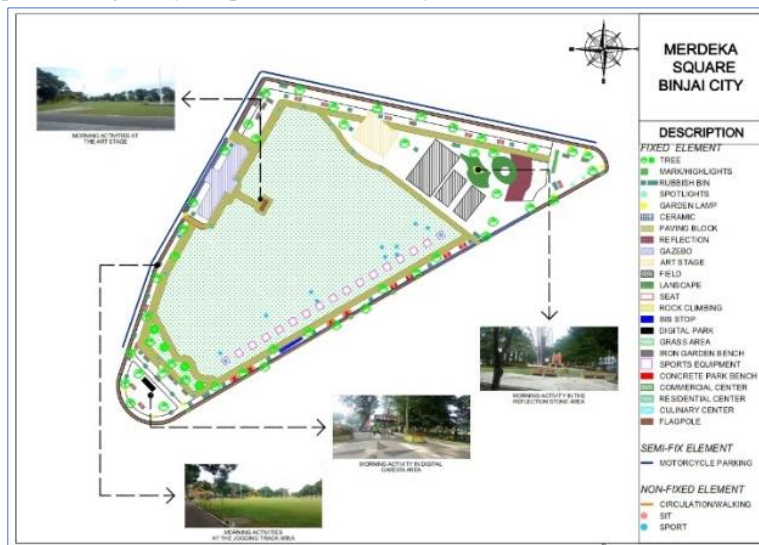 MERDEKA
SQUARE
BINJAI CITY
DESCRIPTION
FIXED ELEMENT
TREE
MARK/HIGHLIGHTS
RUBBISH BIN
SPOTLIGHTS
GARDEN LAMP
CERAMIC
PAVING BLOCK
REFLECTION
GAZEBO
ART STAGE
FIELD
LANSCAPE
SEAT
ROCK CLIMBING
BIS STOP
DIGITAL PARK
GRASS AREA
IRON GARDEN BENCH
SPORTS EQUIPMENT
CONCRETE PARK BENCH
COMMERCIAL CENTER
RESIDENTIAL CENTER
CULINARY CENTER
FLAGPOLE
SEMI-FIX ELEMENT
MOTORCYCLE PARKING
NON-FIXED ELEMENT
CIRCULATION/WALKING
SIT
SPORT
MORNING ACTIVITIES AT
THE ART STAGE
MORNING ACTIVITY IN THE
REFLECTION STONE AREA
MORNING ACTIVITY IN DIGITAL
GARDEN AREA
MORNING ACTIVITIES
AT THE JOGGING TRACK AREA